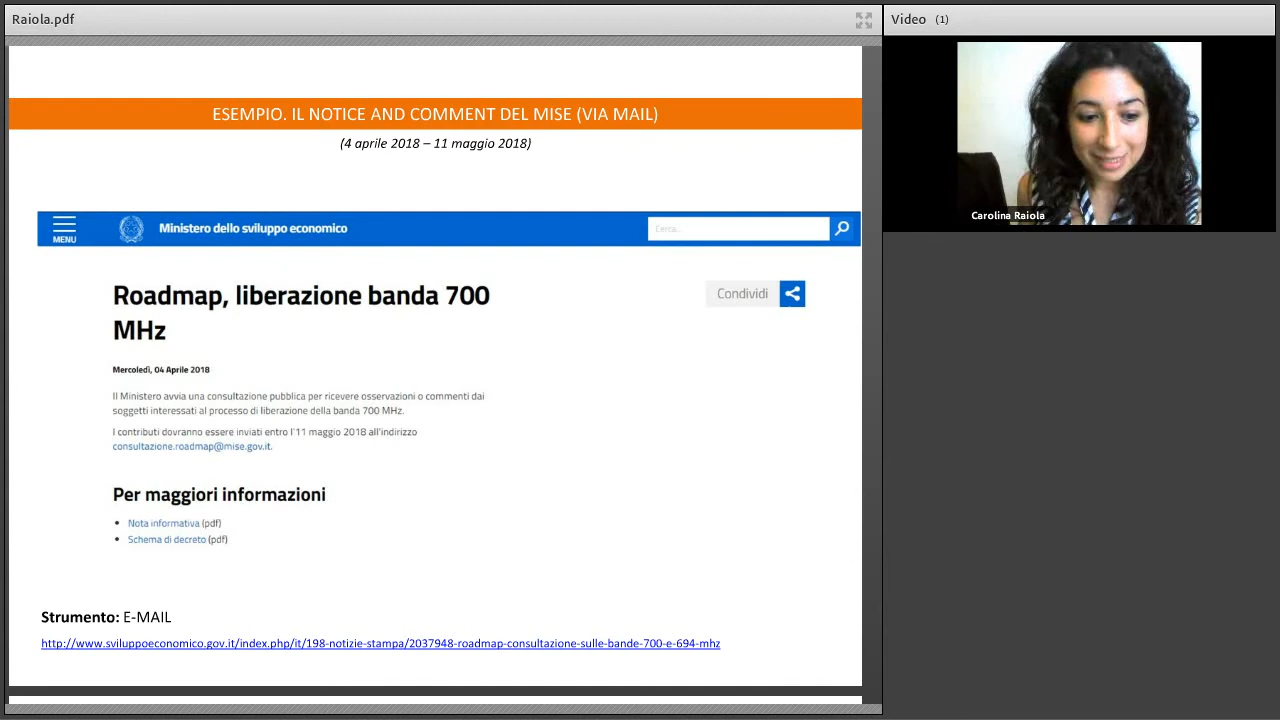 Raiola.pdf
Video (1)
ESEMPIO. IL NOTICE AND COMMENT DEL MISE (VIA MAIL)
(4 aprile 2018 – 11 maggio 2018)
MENU
Ministero dello sviluppo economico
Cerca...
Roadmap, liberazione banda 700
MHz
Condividi
Mercoledì, 04 Aprile 2018
Il Ministero avvia una consultazione pubblica per ricevere osservazioni o commenti dai
soggetti interessati al processo di liberazione della banda 700 MHz.
I contributi dovranno essere inviati entro l'11 maggio 2018 all'indirizzo
consultazione.roadmap@mise.gov.it.
Per maggiori informazioni
• Nota informativa (pdf)
• Schema di decreto (pdf)
Strumento: E-MAIL
http://www.sviluppoeconomico.gov.it/index.php/it/198-notizie-stampa/2037948-roadmap-consultazione-sulle-bande-700-e-694-mhz
Carolina Raiola